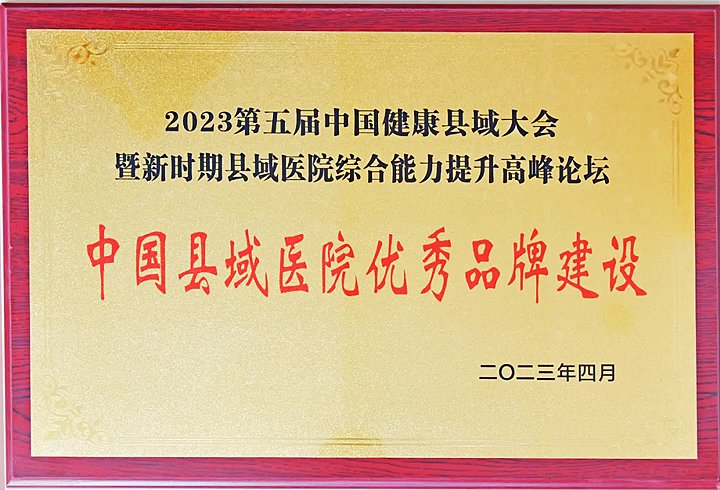 2023第五届中国健康县域大会
暨新时期县域医院综合能力提升高峰论坛
中国县域医院优秀品牌建设
二〇二三年四月